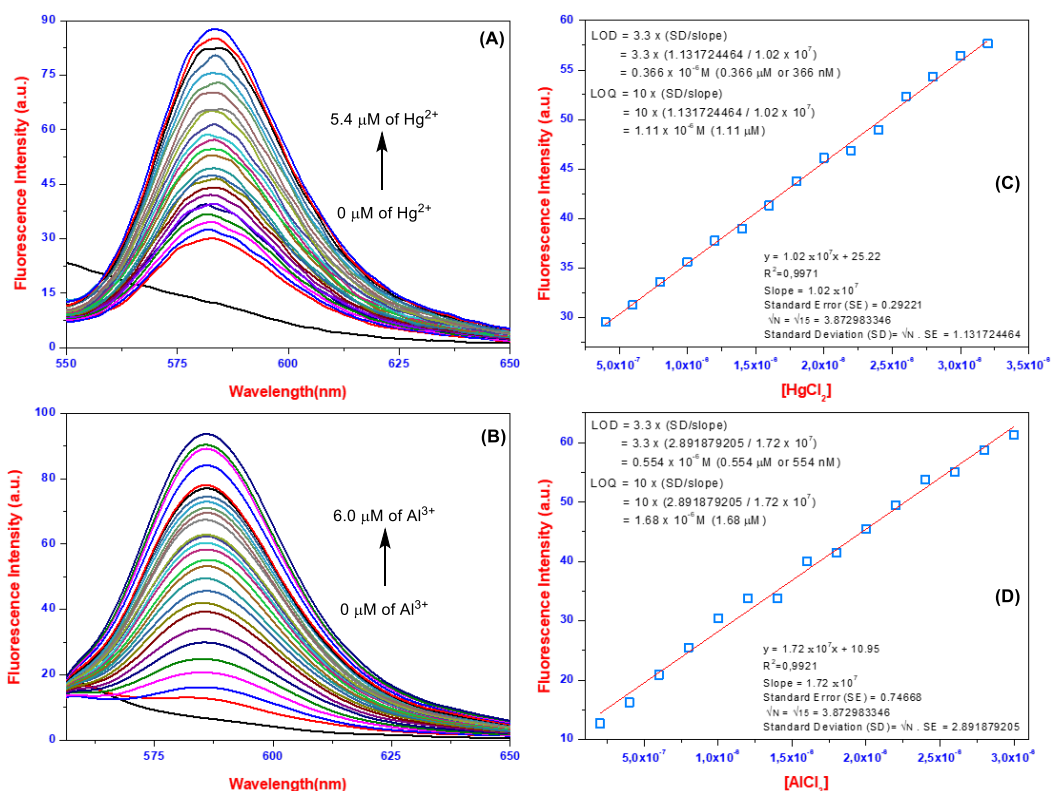 (A)
Fluorescence Intensity (a.u.)
90
75
60
45
30
15
0
5.4 μM of Hg²⁺
0 μM of Hg²⁺
550 575 600 625 650
Wavelength(nm)
LOD = 3.3 x (SD/slope)
= 3.3 x (1.131724464 / 1.02 x 10⁷)
= 0.366 x 10⁻⁶ M (0.366 μM or 366 nM)
LOQ = 10 x (SD/slope)
= 10 x (1.131724464 / 1.02 x 10⁷)
= 1.11 x 10⁻⁶ M (1.11 μM)
(C)
Fluorescence Intensity (a.u.)
60
55
50
45
40
35
30
y = 1.02 x10⁷x + 25.22
R²=0,9971
Slope = 1.02 x10⁷
Standard Error (SE) = 0.29221
√N = √15 = 3.872983346
Standard Deviation (SD)= √N . SE = 1.131724464
5,0x10⁻⁷ 1,0x10⁻⁶ 1,5x10⁻⁶ 2,0x10⁻⁶ 2,5x10⁻⁶ 3,0x10⁻⁶ 3,5x10⁻⁶
[HgCl₂]
(B)
Fluorescence Intensity (a.u.)
100
80
60
40
20
0
6.0 μM of Al³⁺
0 μM of Al³⁺
575 600 625 650
Wavelength(nm)
LOD = 3.3 x (SD/slope)
= 3.3 x (2.891879205 / 1.72 x 10⁷)
= 0.554 x 10⁻⁶ M (0.554 μM or 554 nM)
LOQ = 10 x (SD/slope)
= 10 x (2.891879205 / 1.72 x 10⁷)
= 1.68 x 10⁻⁶ M (1.68 μM)
(D)
Fluorescence Intensity (a.u.)
60
50
40
30
20
10
y = 1.72 x10⁷x + 10.95
R²=0,9921
Slope = 1.72 x10⁷
Standard Error (SE) = 0.74668
√N = √15 = 3.872983346
Standard Deviation (SD)= √N . SE = 2.891879205
5,0x10⁻⁷ 1,0x10⁻⁶ 1,5x10⁻⁶ 2,0x10⁻⁶ 2,5x10⁻⁶ 3,0x10⁻⁶
[AlCl₃]